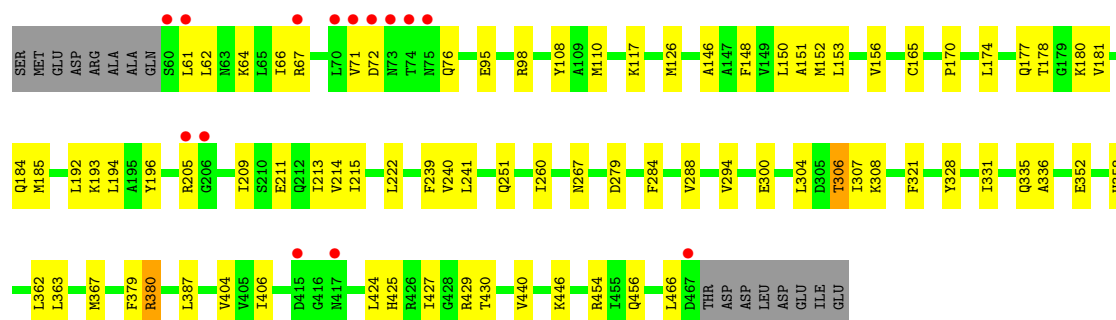 SER MET GLU ASP ARG ALA ALA GLN S60 L61 L62 N63 K64 L65 I66 R67 L70 V71 D72 N73 T74 N75 Q76 E95 R98 Y108 A109 M110 K117 M126 A146 A147 F148 V149 L150 A151 M152 L153 V156 C165 P170 L174 Q177 T178 G179 K180 V181
Q184 M185 L192 K193 L194 A195 Y196 R205 G206 I209 S210 E211 Q212 I213 V214 I215 L222 F239 V240 L241 Q251 I260 N267 D279 F284 V288 V294 E300 L304 D305 T306 I307 K308 F321 Y328 I331 Q335 A336 E352
L362 L363 M367 F379 R380 L387 V404 V405 I406 D415 G416 N417 L424 H425 R426 I427 G428 R429 T430 V440 K446 R454 I455 Q456 L466 D467 THR ASP ASP LEU ASP GLU ILE GLU